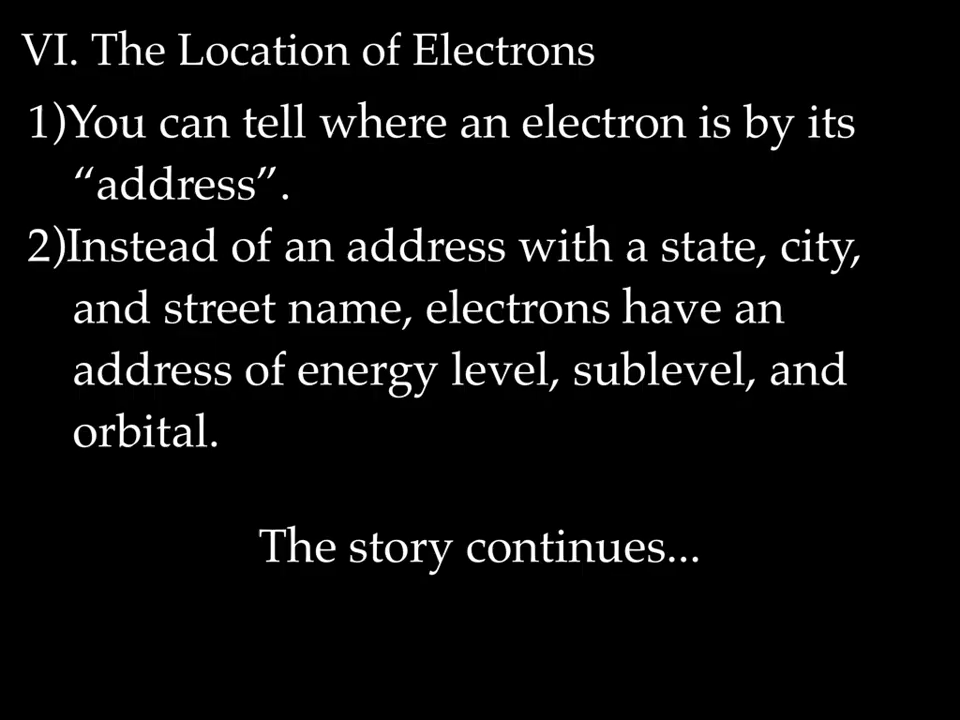 VI. The Location of Electrons
1)You can tell where an electron is by its
“address”.
2)Instead of an address with a state, city,
and street name, electrons have an
address of energy level, sublevel, and
orbital.
The story continues...